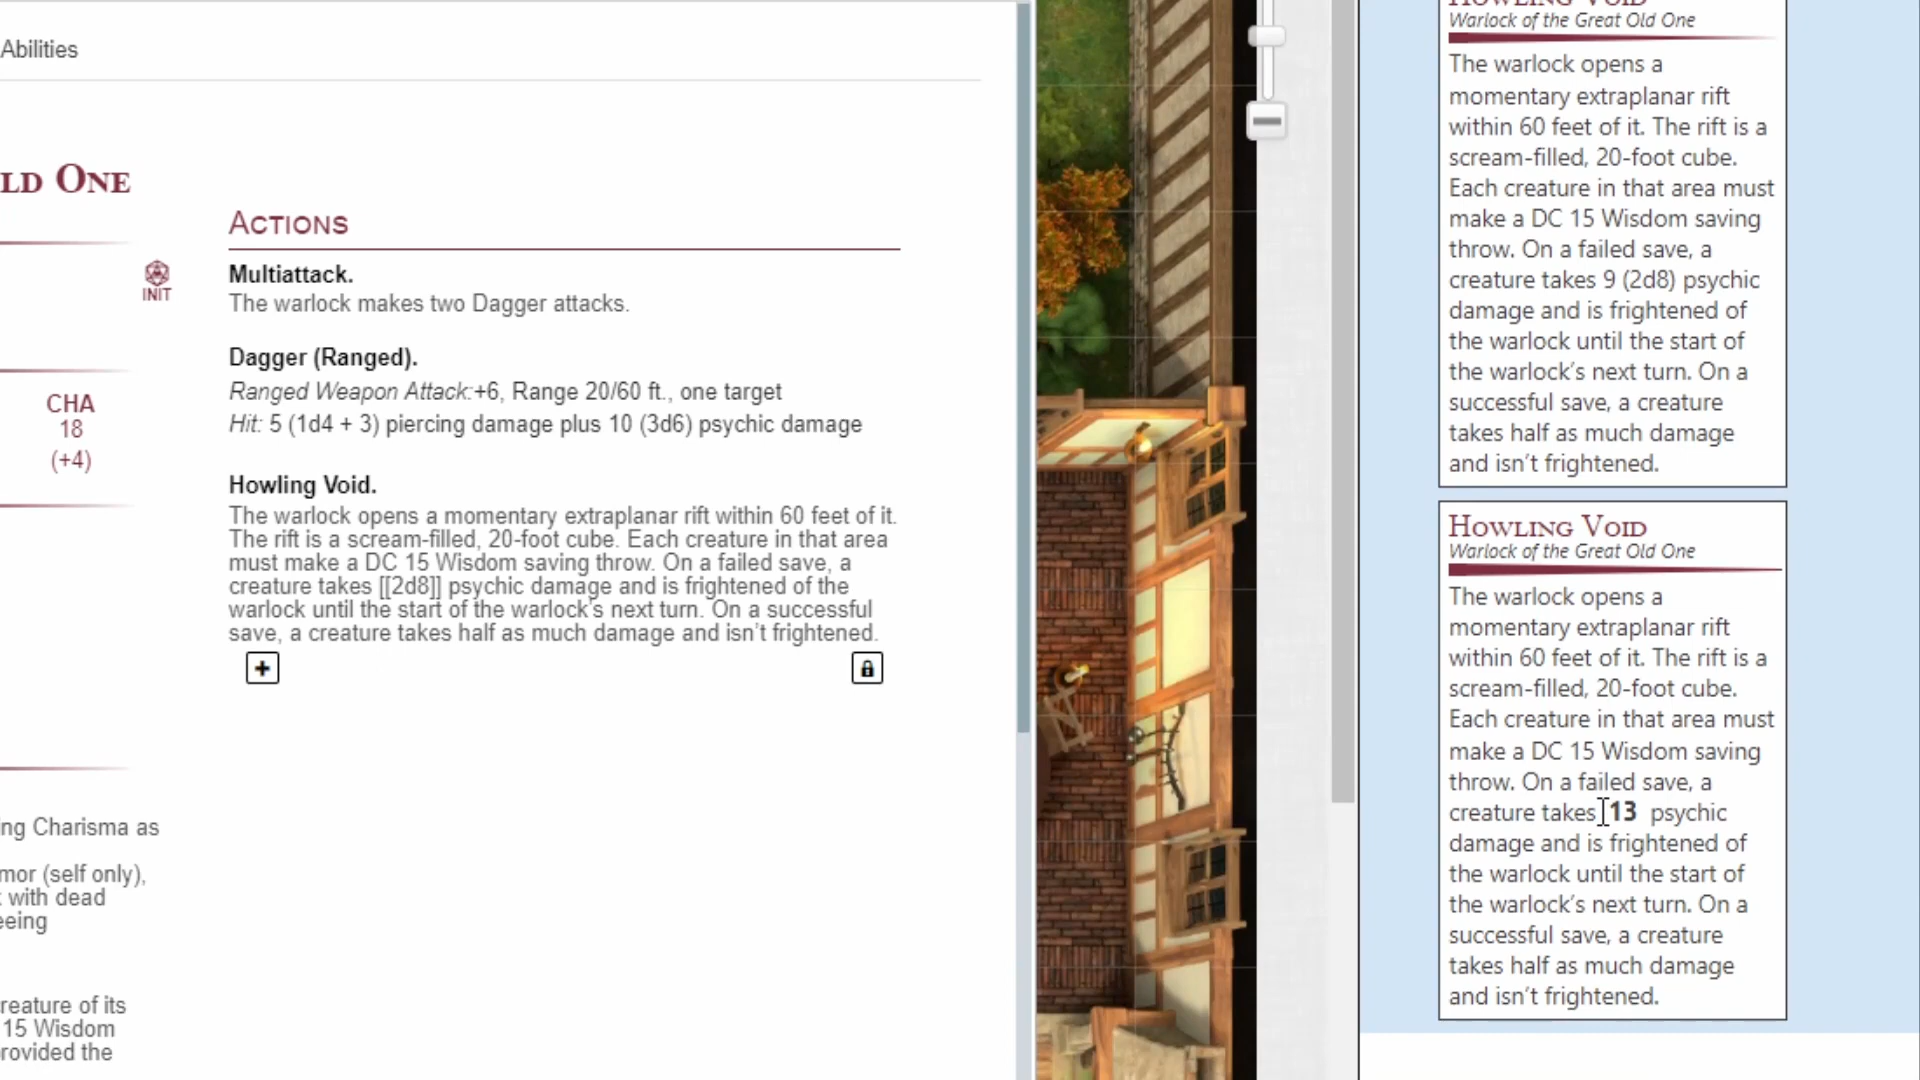 Abilities
LD ONE
INIT
CHA
18
(+4)
ing Charisma as
mor (self only),
with dead
eeing
reature of its
15 Wisdom
rovided the
ACTIONS
Multiattack.
The warlock makes two Dagger attacks.
Dagger (Ranged).
Ranged Weapon Attack:+6, Range 20/60 ft., one target
Hit: 5 (1d4 + 3) piercing damage plus 10 (3d6) psychic damage
Howling Void.
The warlock opens a momentary extraplanar rift within 60 feet of it.
The rift is a scream-filled, 20-foot cube. Each creature in that area
must make a DC 15 Wisdom saving throw. On a failed save, a
creature takes [[2d8]] psychic damage and is frightened of the
warlock until the start of the warlock's next turn. On a successful
save, a creature takes half as much damage and isn't frightened.
HOWLING VOID
Warlock of the Great Old One
The warlock opens a
momentary extraplanar rift
within 60 feet of it. The rift is a
scream-filled, 20-foot cube.
Each creature in that area must
make a DC 15 Wisdom saving
throw. On a failed save, a
creature takes 9 (2d8) psychic
damage and is frightened of
the warlock until the start of
the warlock's next turn. On a
successful save, a creature
takes half as much damage
and isn't frightened.
HOWLING VOID
Warlock of the Great Old One
The warlock opens a
momentary extraplanar rift
within 60 feet of it. The rift is a
scream-filled, 20-foot cube.
Each creature in that area must
make a DC 15 Wisdom saving
throw. On a failed save, a
creature takes 13 psychic
damage and is frightened of
the warlock until the start of
the warlock's next turn. On a
successful save, a creature
takes half as much damage
and isn't frightened.